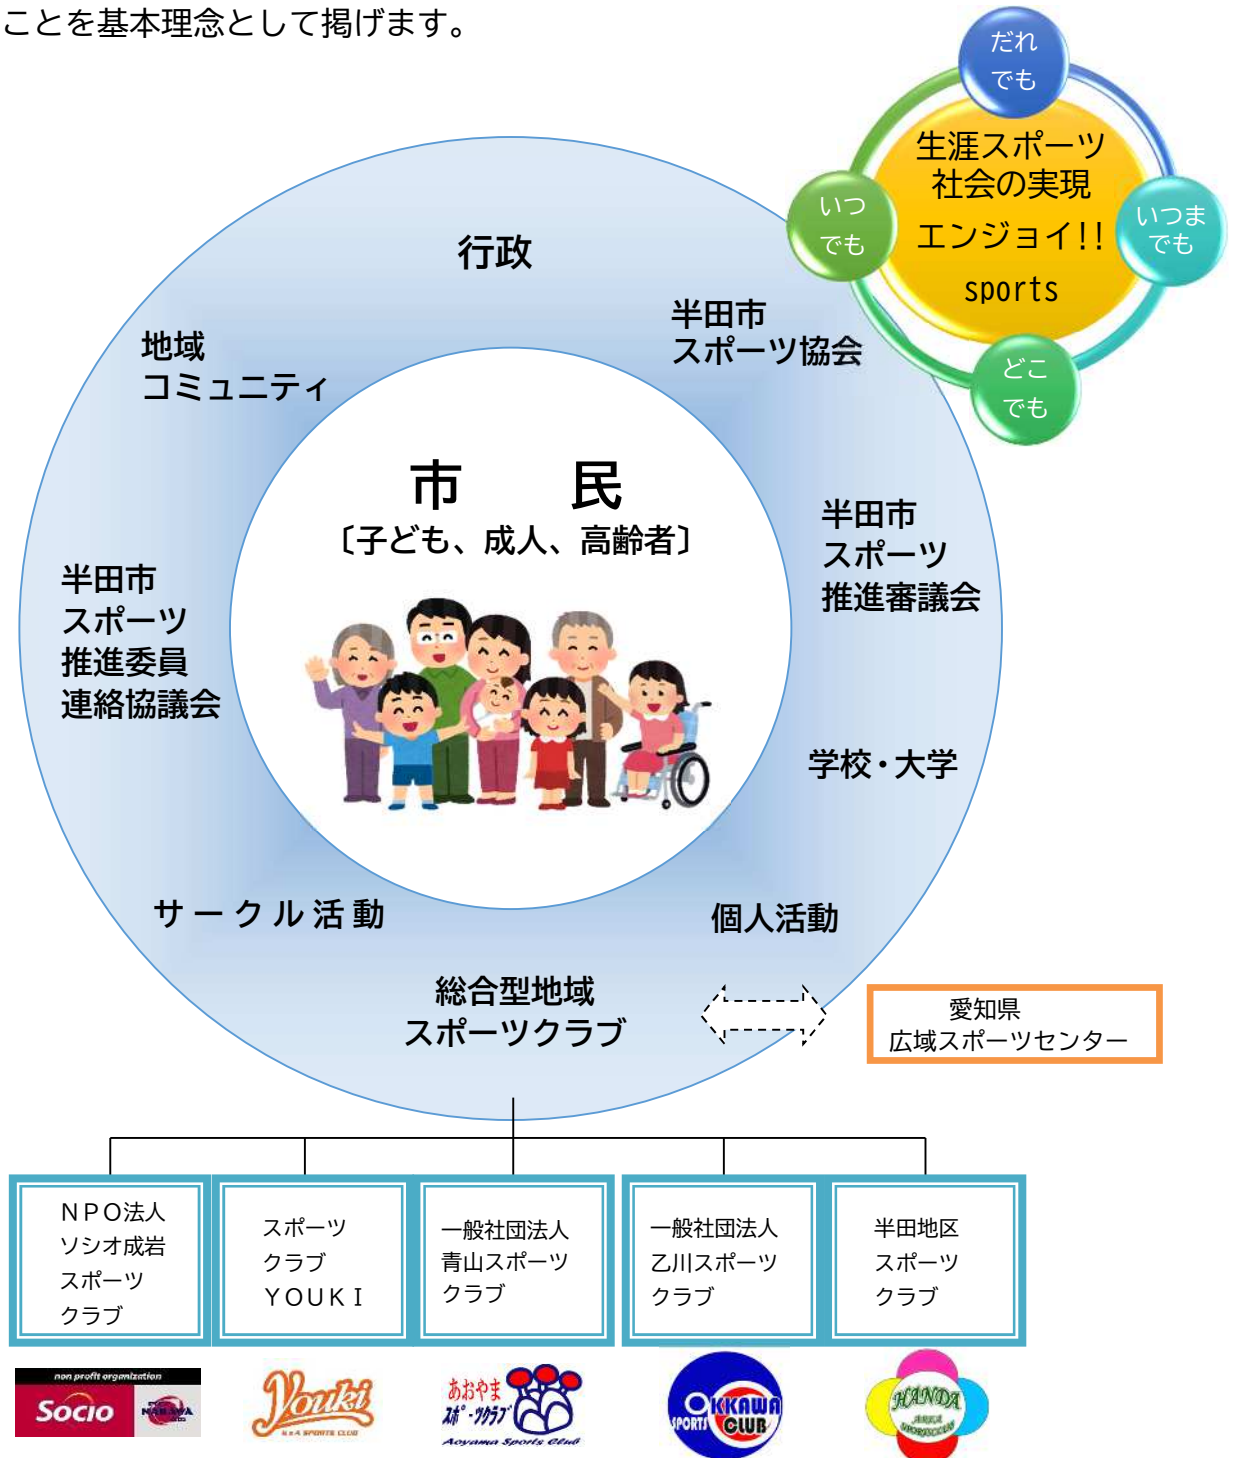 ことを基本理念として掲げます。
だれ
でも
生涯スポーツ
社会の実現
エンジョイ!!
sports
いつ
でも
いつま
でも
どこ
でも
行政
半田市
スポーツ協会
地域
コミュニティ
市 民
〔子ども、成人、高齢者〕
半田市
スポーツ
推進審議会
半田市
スポーツ
推進委員
連絡協議会
学校・大学
サークル活動
個人活動
総合型地域
スポーツクラブ
愛知県
広域スポーツセンター
NPO法人
ソシオ成岩
スポーツ
クラブ
スポーツ
クラブ
YOUKI
一般社団法人
青山スポーツ
クラブ
一般社団法人
乙川スポーツ
クラブ
半田地区
スポーツ
クラブ
non profit organization
Socio
NARAWA
Youki
SPORTS CLUB
あおやま
スポーツクラブ
Aoyama Sports Club
OKKAWA
SPORTS CLUB
HANDA
AREA
SPORTSCLUB